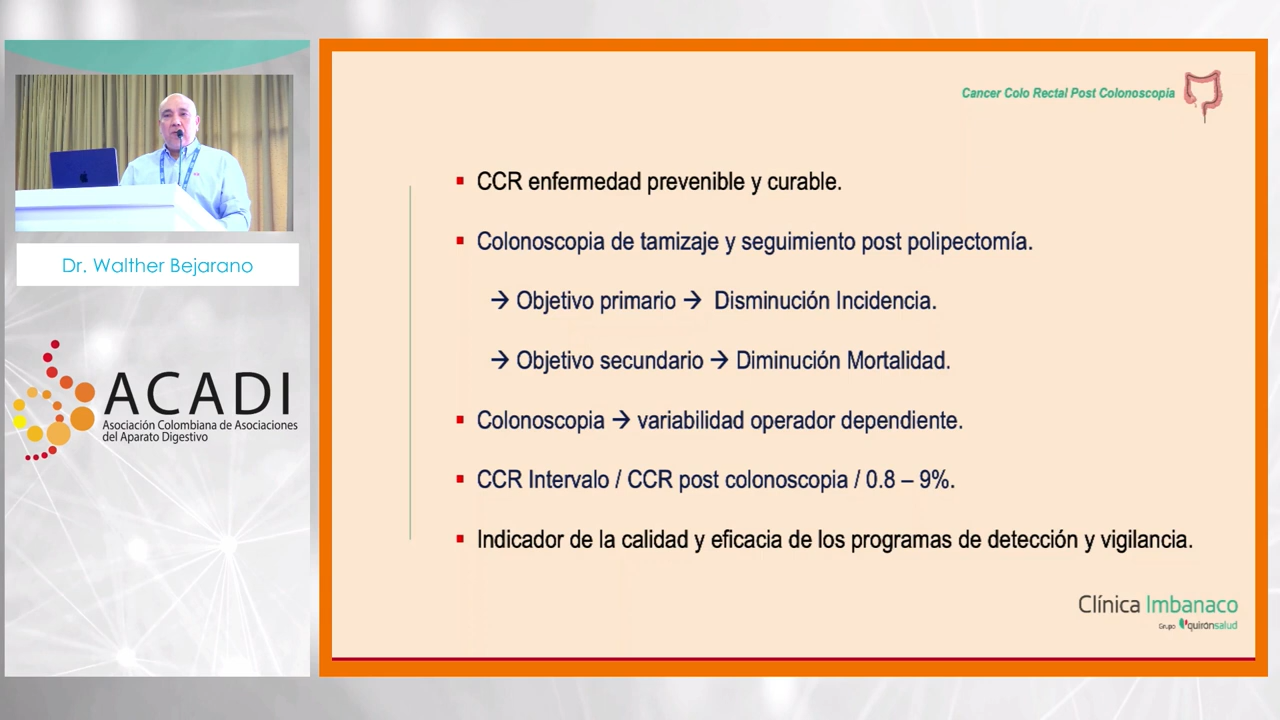 Dr. Walther Bejarano
ACADI
Asociación Colombiana de Asociaciones
del Aparato Digestivo
Cancer Colo Rectal Post Colonoscopía
▪ CCR enfermedad prevenible y curable.
▪ Colonoscopia de tamizaje y seguimiento post polipectomía.
→ Objetivo primario → Disminución Incidencia.
→ Objetivo secundario → Diminución Mortalidad.
▪ Colonoscopia → variabilidad operador dependiente.
▪ CCR Intervalo / CCR post colonoscopia / 0.8 – 9%.
▪ Indicador de la calidad y eficacia de los programas de detección y vigilancia.
Clínica Imbanaco
Grupo quirónsalud